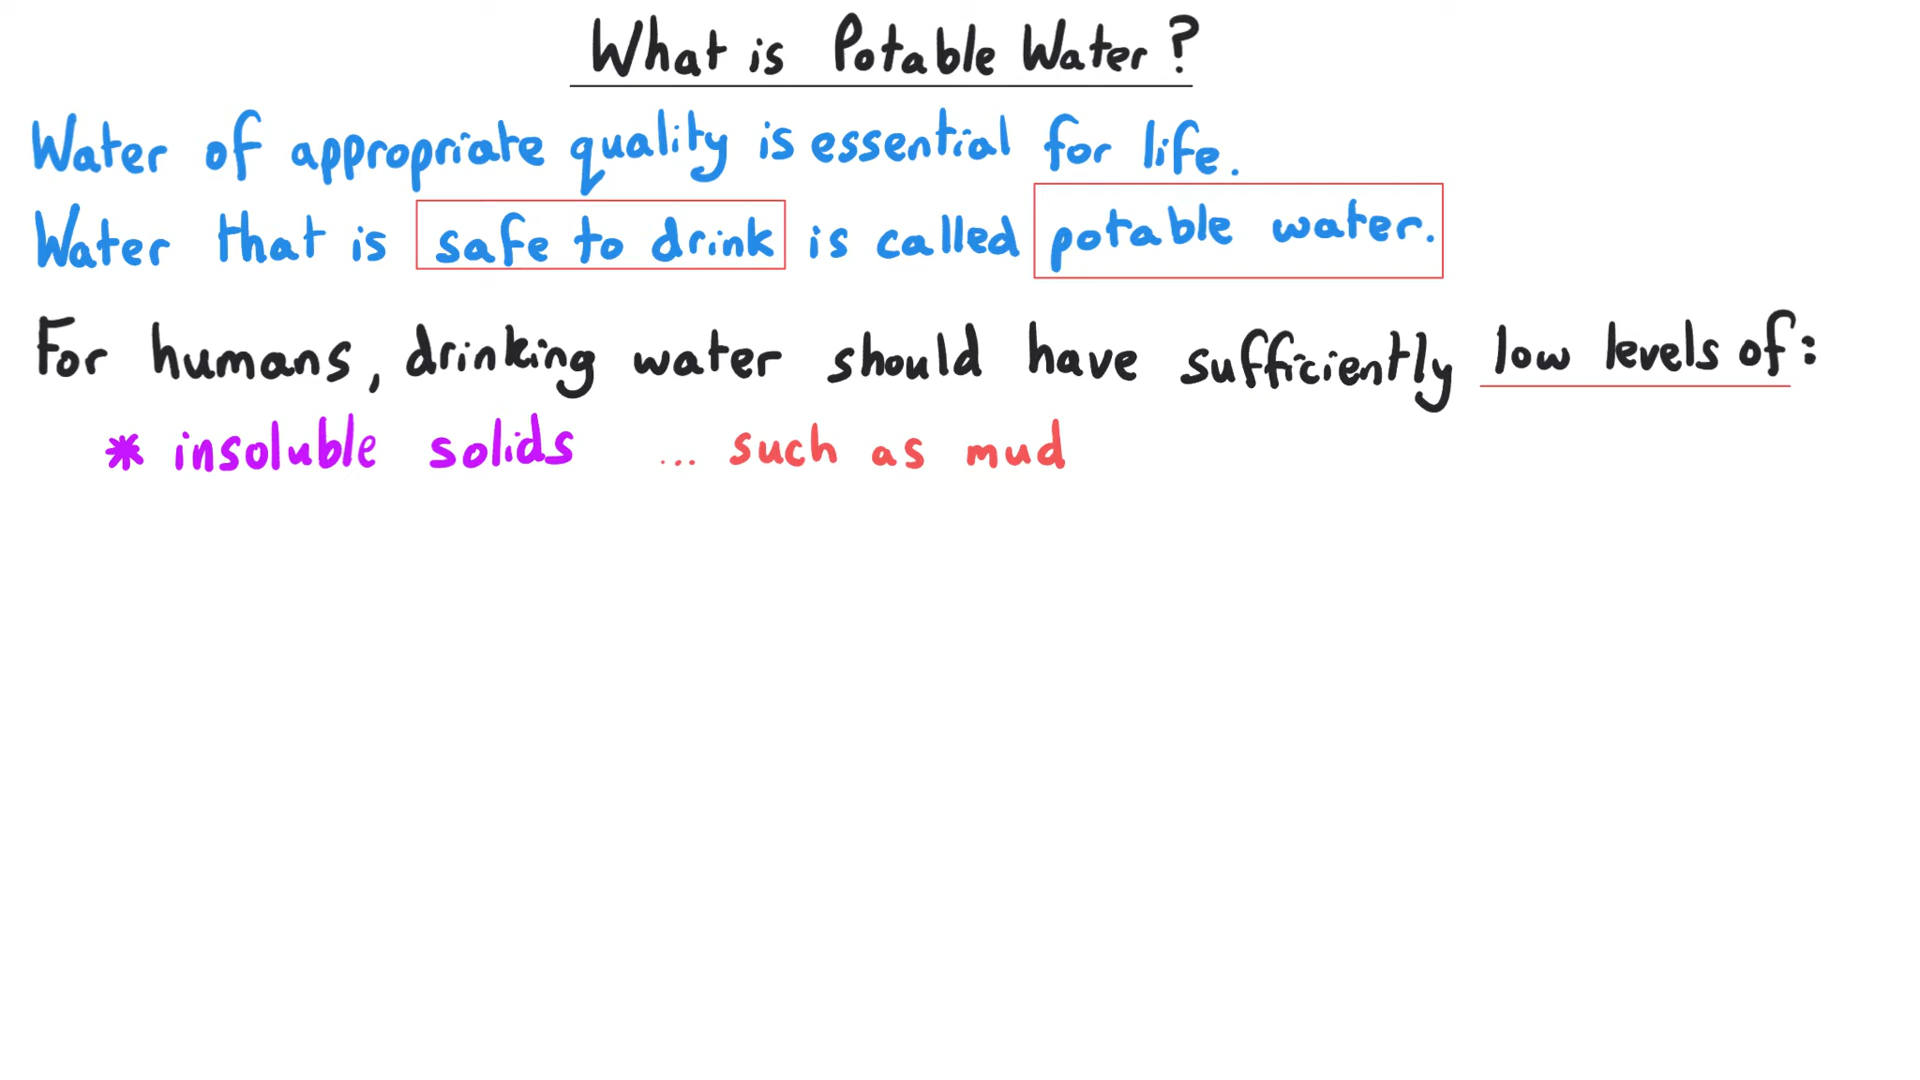 What is Potable Water?
Water of appropriate quality is essential for life.
Water that is safe to drink is called potable water.
For humans, drinking water should have sufficiently low levels of:
* insoluble solids ... such as mud